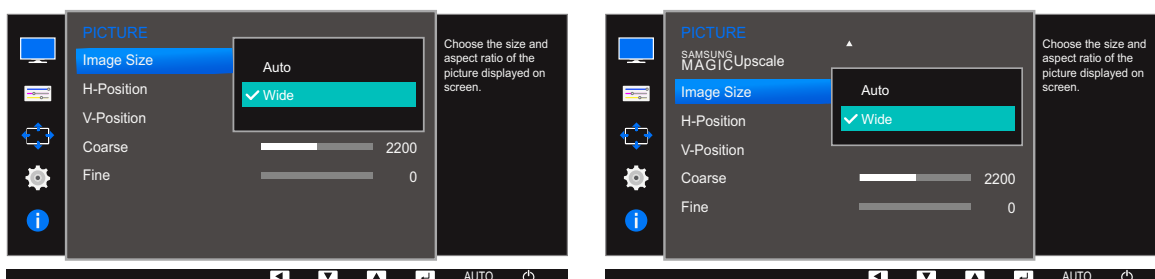 PICTURE
Image Size
Auto
Wide
H-Position
V-Position
Coarse
2200
Fine
0
Choose the size and
aspect ratio of the
picture displayed on
screen.
AUTO
PICTURE
SAMSUNG
MAGIC Upscale
Image Size
Auto
Wide
H-Position
V-Position
Coarse
2200
Fine
0
Choose the size and
aspect ratio of the
picture displayed on
screen.
AUTO